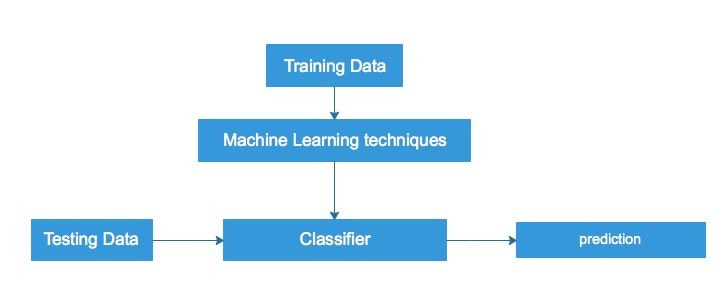 Training Data
Machine Learning techniques
Testing Data
Classifier
prediction